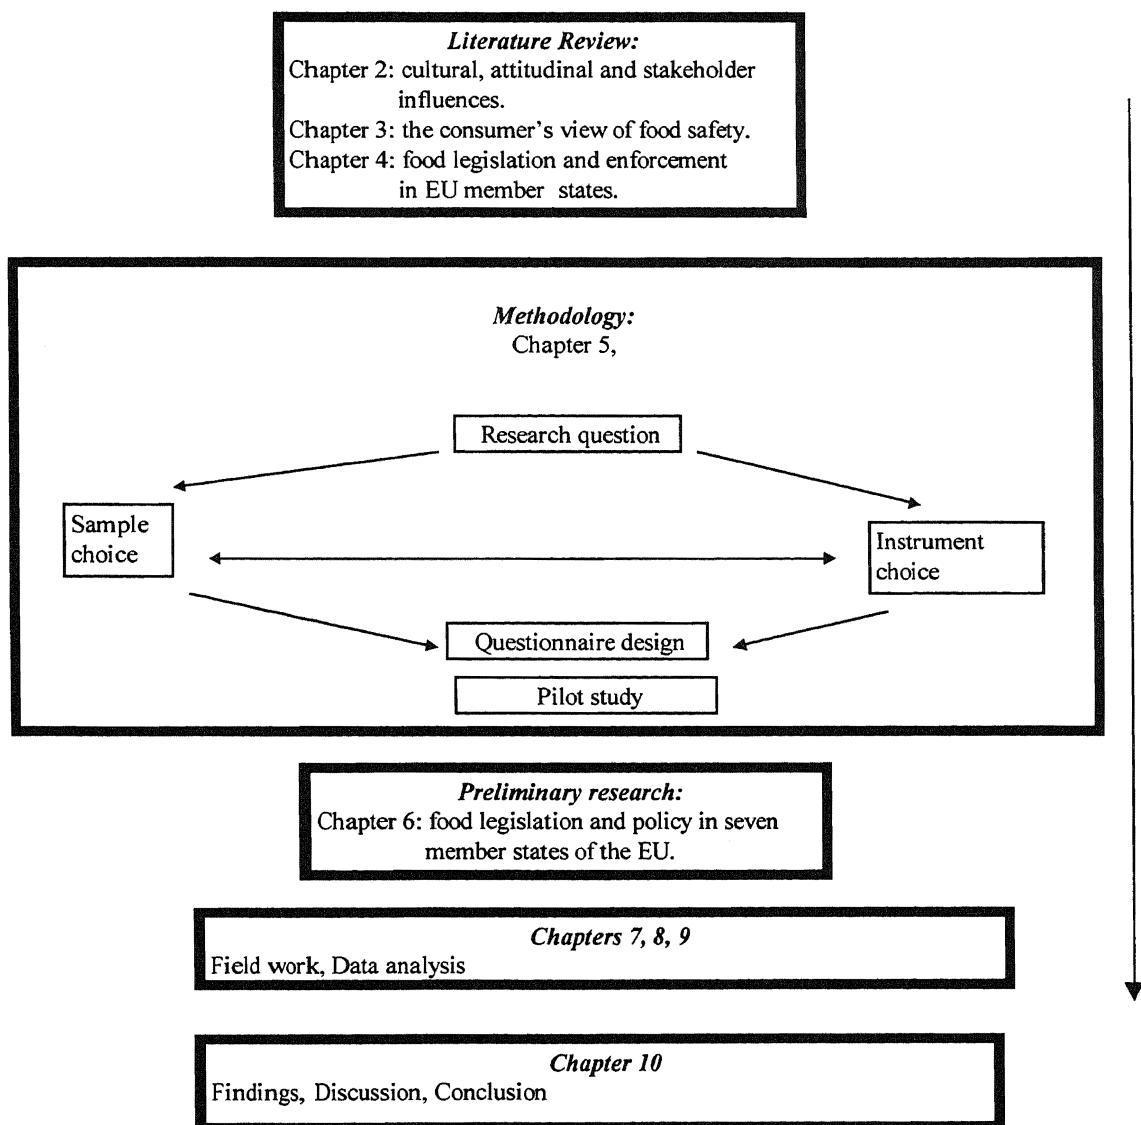 Literature Review:
Chapter 2: cultural, attitudinal and stakeholder
influences.
Chapter 3: the consumer's view of food safety.
Chapter 4: food legislation and enforcement
in EU member states.
Methodology:
Chapter 5,
Research question
Sample
choice
Instrument
choice
Questionnaire design
Pilot study
Preliminary research:
Chapter 6: food legislation and policy in seven
member states of the EU.
Chapters 7, 8, 9
Field work, Data analysis
Chapter 10
Findings, Discussion, Conclusion